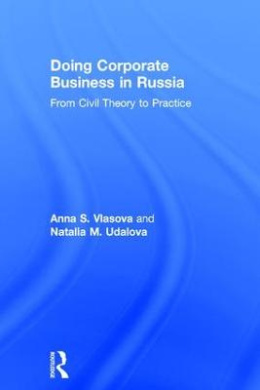 Doing Corporate
Business in Russia
From Civil Theory to Practice
Anna S. Vlasova and
Natalia M. Udalova
ROUTLEDGE